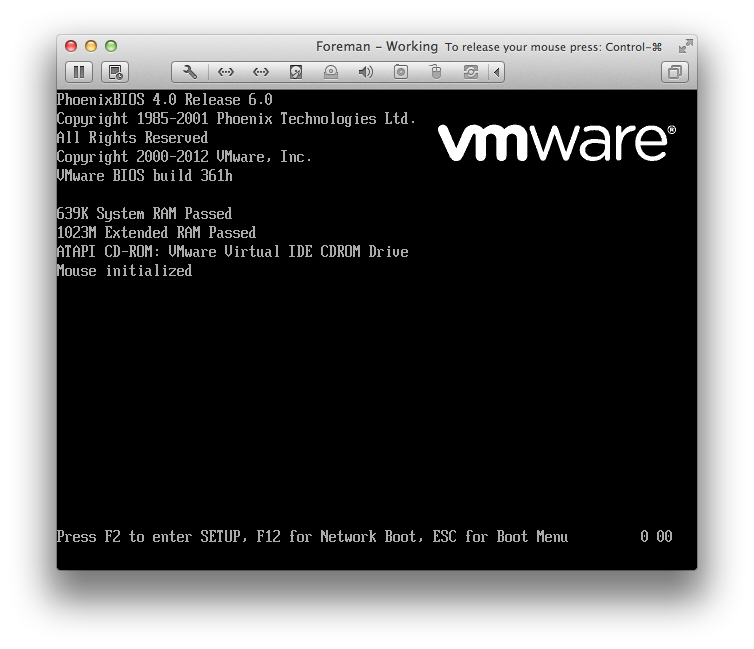 Foreman – Working To release your mouse press: Control-⌘
PhoenixBIOS 4.0 Release 6.0
Copyright 1985-2001 Phoenix Technologies Ltd.
All Rights Reserved
Copyright 2000-2012 VMware, Inc.
VMware BIOS build 361h
vmware®
639K System RAM Passed
1023M Extended RAM Passed
ATAPI CD-ROM: VMware Virtual IDE CDROM Drive
Mouse initialized
Press F2 to enter SETUP, F12 for Network Boot, ESC for Boot Menu 0 00